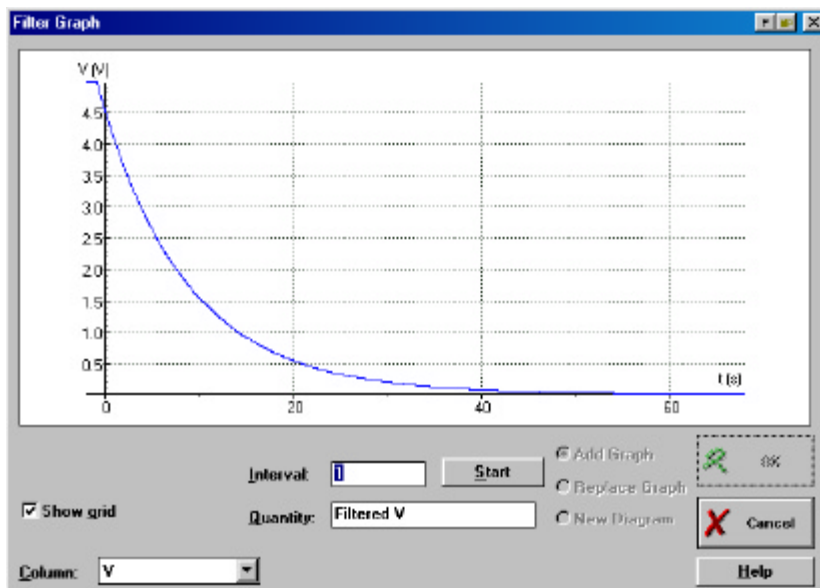 Filter Graph
V (V)
4.5
4.0
3.5
3.0
2.5
2.0
1.5
1.0
0.5
t (s)
0 20 40 60
Interval: 1 Start
Add Graph
OK
Replace Graph
Show grid
Quantity: Filtered V
New Diagram
Cancel
Column: V
Help